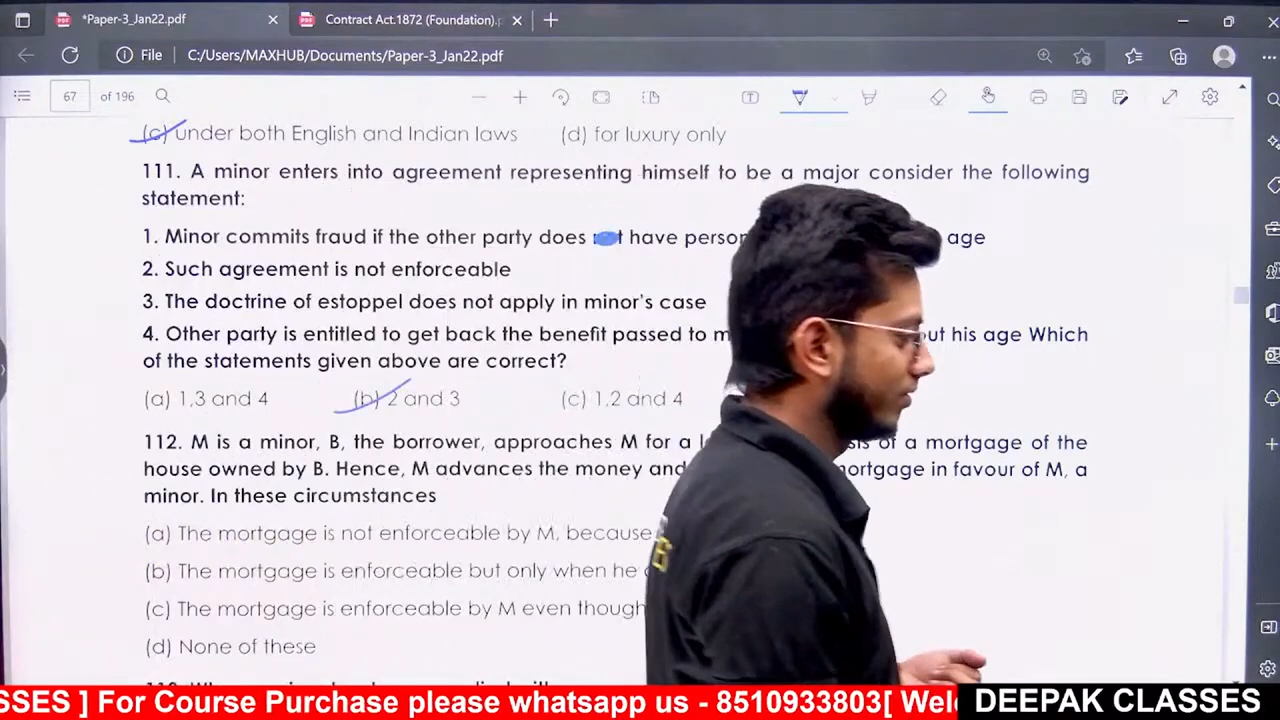 *Paper-3_Jan22.pdf
Contract Act.1872 (Foundation).p
File
C:/Users/MAXHUB/Documents/Paper-3_Jan22.pdf
67 of 196
(c) under both English and Indian laws (d) for luxury only
111. A minor enters into agreement representing himself to be a major consider the following
statement:
1. Minor commits fraud if the other party does not have person age
2. Such agreement is not enforceable
3. The doctrine of estoppel does not apply in minor's case
4. Other party is entitled to get back the benefit passed to m out his age Which
of the statements given above are correct?
(a) 1,3 and 4 (b) 2 and 3 (c) 1,2 and 4
112. M is a minor, B, the borrower, approaches M for a l sis of a mortgage of the
house owned by B. Hence, M advances the money and mortgage in favour of M, a
minor. In these circumstances
(a) The mortgage is not enforceable by M, because
(b) The mortgage is enforceable but only when he
(c) The mortgage is enforceable by M even though
(d) None of these
SSES ] For Course Purchase please whatsapp us - 8510933803[ Welc
DEEPAK CLASSES